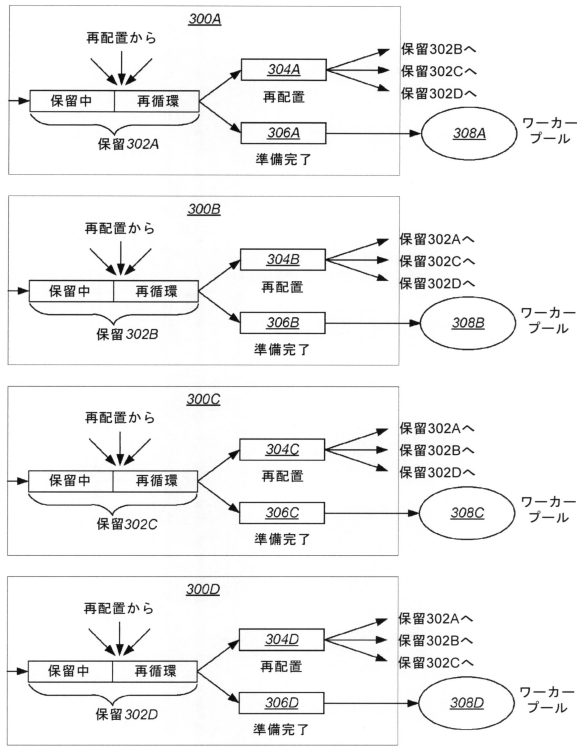 300A
再配置から
保留中 再循環
保留302A
304A
再配置
306A
準備完了
保留302Bへ
保留302Cへ
保留302Dへ
308A
ワーカー
プール
300B
再配置から
保留中 再循環
保留302B
304B
再配置
306B
準備完了
保留302Aへ
保留302Cへ
保留302Dへ
308B
ワーカー
プール
300C
再配置から
保留中 再循環
保留302C
304C
再配置
306C
準備完了
保留302Aへ
保留302Bへ
保留302Dへ
308C
ワーカー
プール
300D
再配置から
保留中 再循環
保留302D
304D
再配置
306D
準備完了
保留302Aへ
保留302Bへ
保留302Cへ
308D
ワーカー
プール